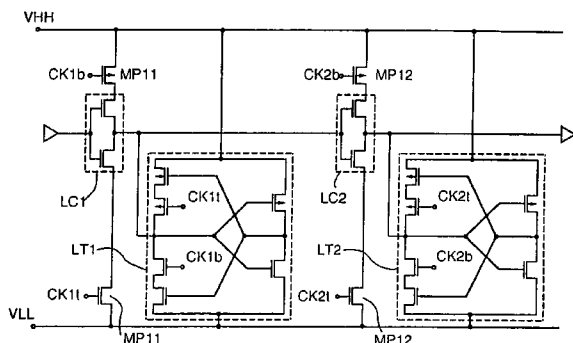 VHH
CK1b MP11 CK2b MP12
LC1 CK1t LC2 CK2t
LT1 CK1b LT2 CK2b
CK1t CK2t
VLL
MP11 MP12